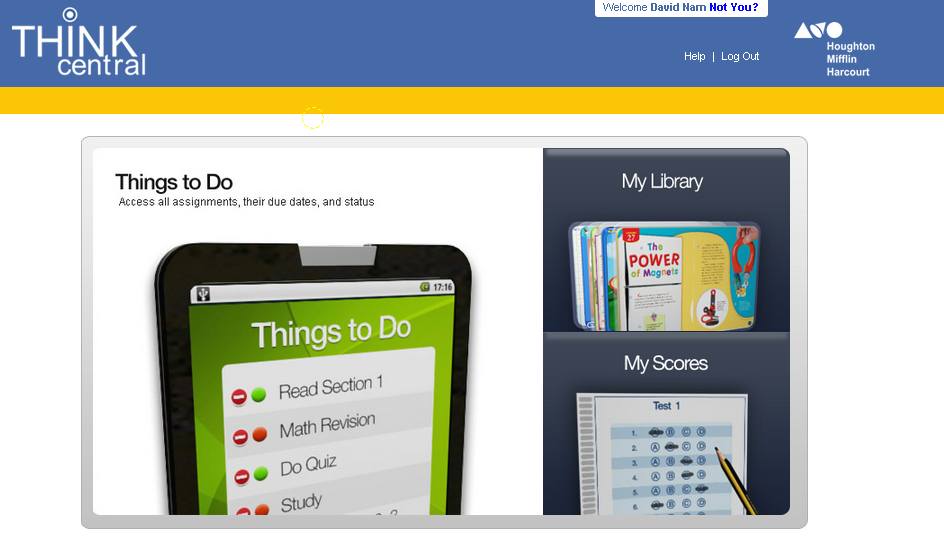 Welcome David Narn Not You?
THiNK
central
Help | Log Out
Houghton
Mifflin
Harcourt
Things to Do
Access all assignments, their due dates, and status
17:16
Things to Do
Read Section 1
Math Revision
Do Quiz
Study
My Library
27
The
POWER
of Magnets
My Scores
Test 1
1. A B C D
2. A B C D
3. A B C D
4. A B C D
5. A B C D
6. A B C D